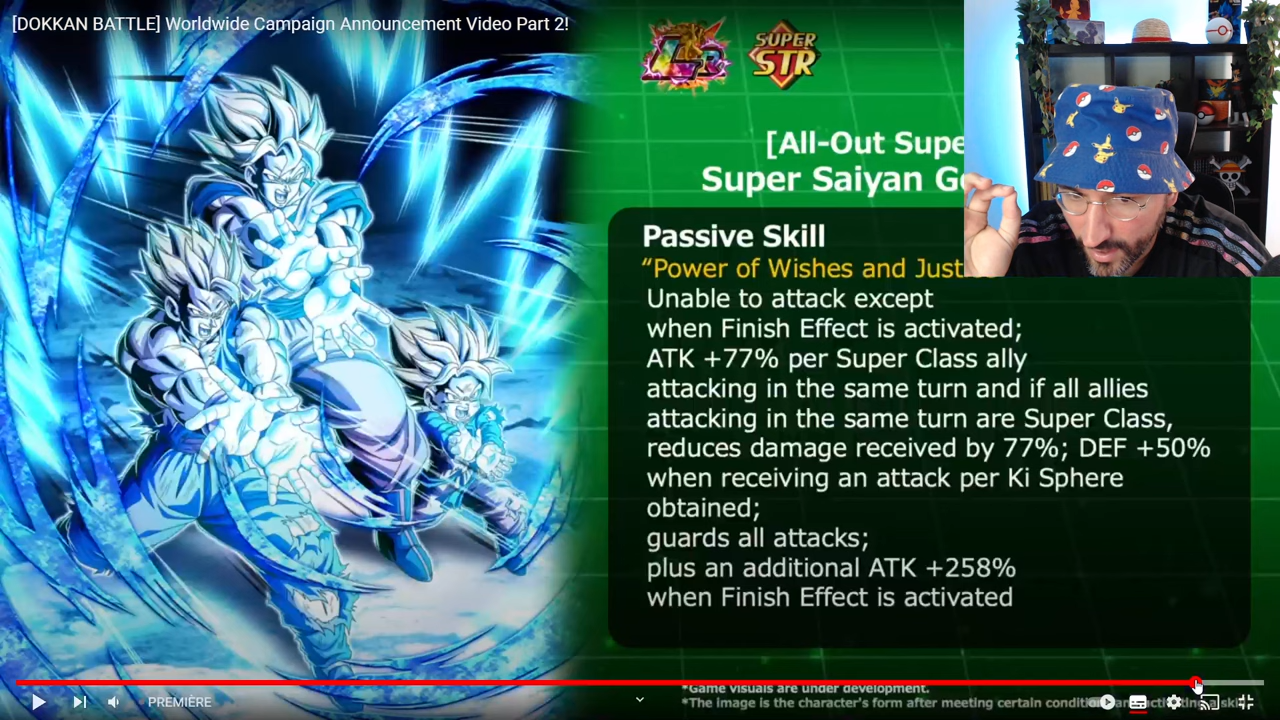 [DOKKAN BATTLE] Worldwide Campaign Announcement Video Part 2!
LR
SUPER
STR
[All-Out Supe
Super Saiyan G
Passive Skill
“Power of Wishes and Just
Unable to attack except
when Finish Effect is activated;
ATK +77% per Super Class ally
attacking in the same turn and if all allies
attacking in the same turn are Super Class,
reduces damage received by 77%; DEF +50%
when receiving an attack per Ki Sphere
obtained;
guards all attacks;
plus an additional ATK +258%
when Finish Effect is activated
*Game visuals are under development.
PREMIÈRE
*The image is the character's form after meeting certain